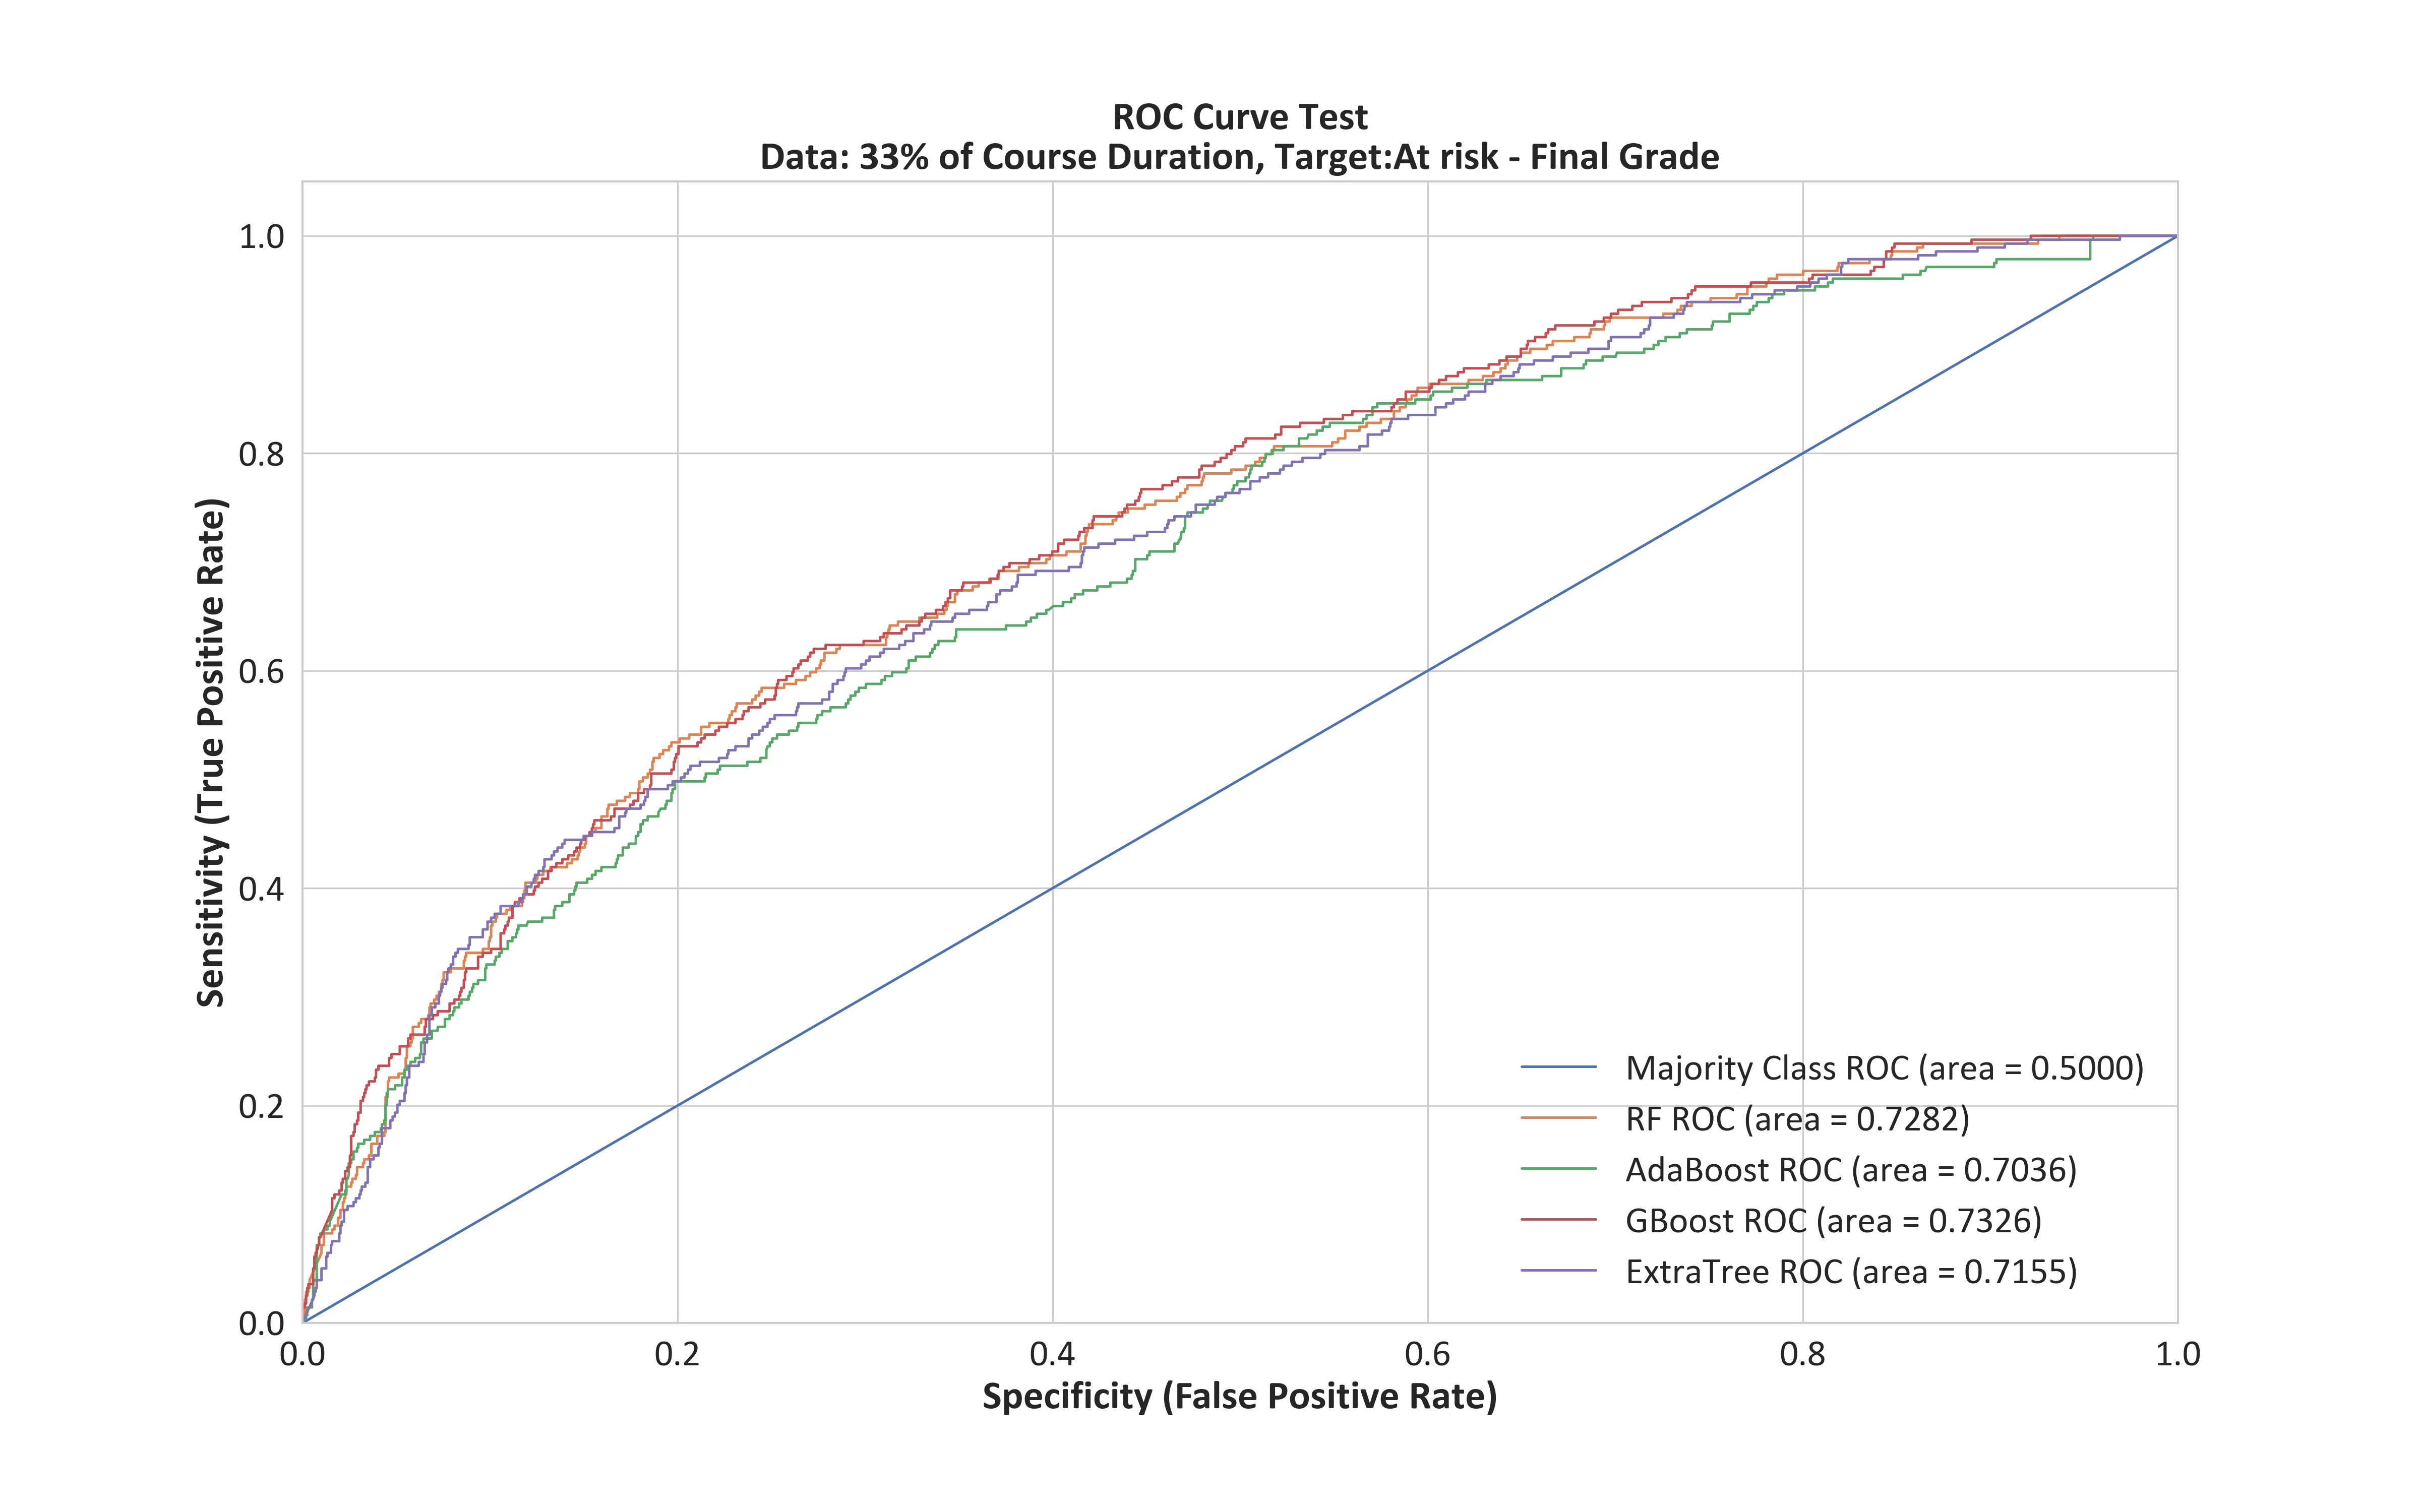 ROC Curve Test
Data: 33% of Course Duration, Target:At risk - Final Grade
1.0
0.8
0.6
0.4
0.2
0.0
Sensitivity (True Positive Rate)
Majority Class ROC (area = 0.5000)
RF ROC (area = 0.7282)
AdaBoost ROC (area = 0.7036)
GBoost ROC (area = 0.7326)
ExtraTree ROC (area = 0.7155)
0.0 0.2 0.4 0.6 0.8 1.0
Specificity (False Positive Rate)